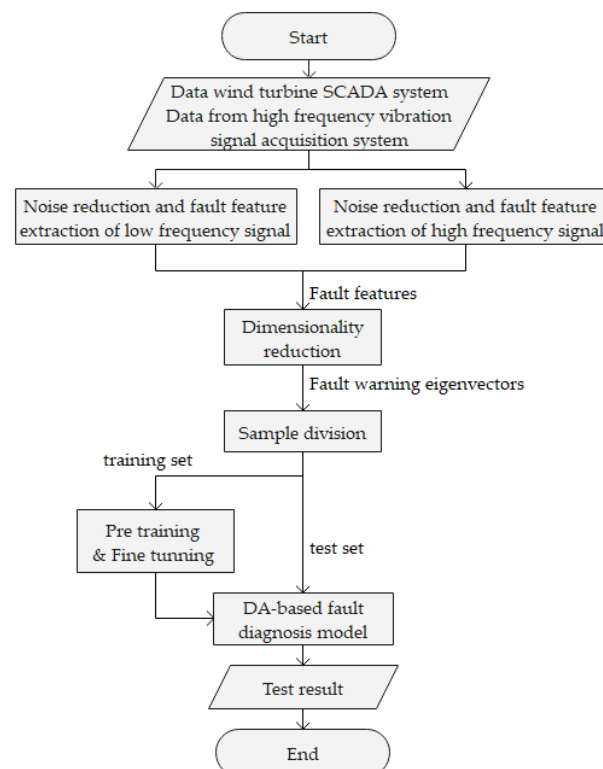 Start
Data wind turbine SCADA system
Data from high frequency vibration
signal acquisition system
Noise reduction and fault feature
extraction of low frequency signal
Noise reduction and fault feature
extraction of high frequency signal
Fault features
Dimensionality
reduction
Fault warning eigenvectors
Sample division
training set
Pre training
& Fine tunning
test set
DA-based fault
diagnosis model
Test result
End